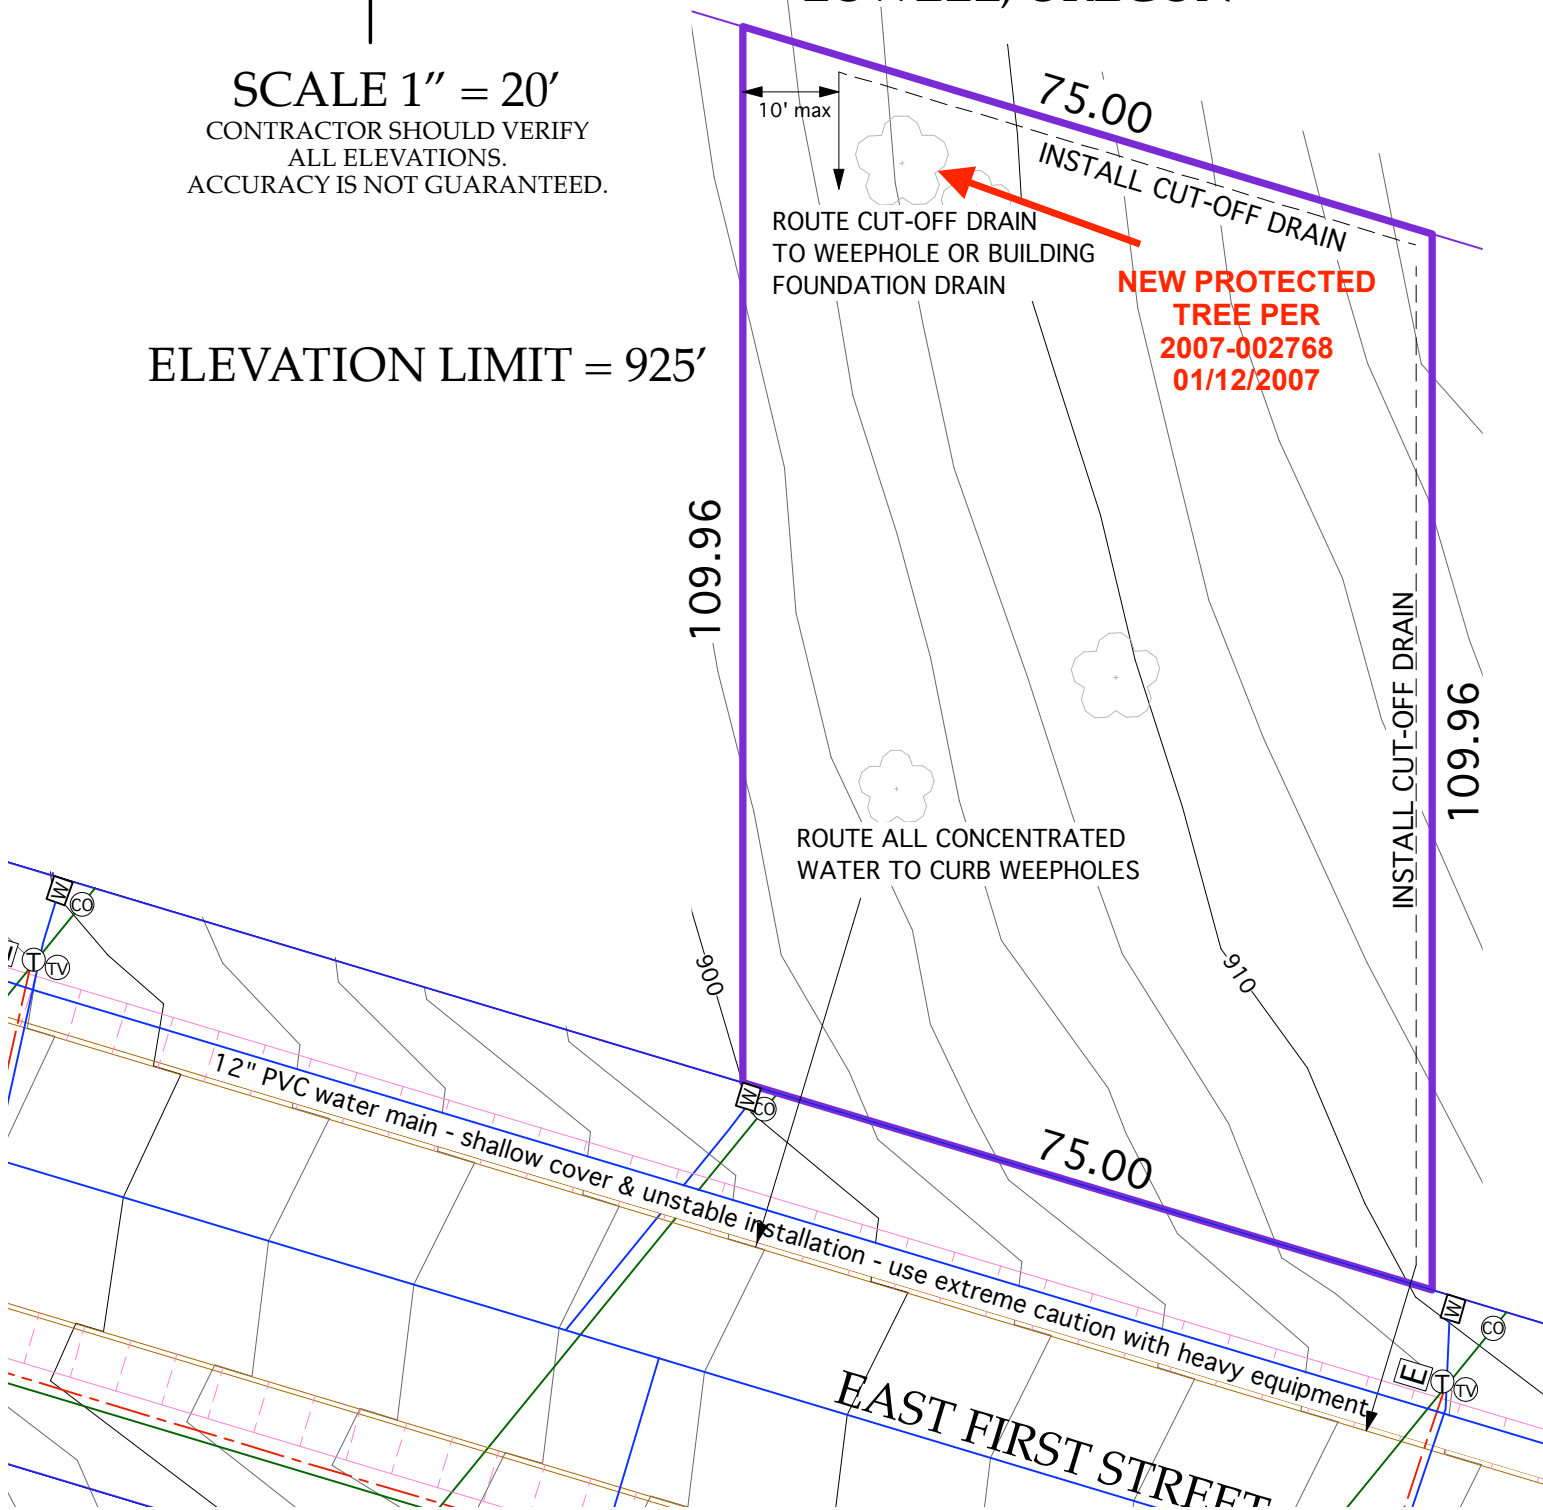 SCALE 1" = 20'
CONTRACTOR SHOULD VERIFY
ALL ELEVATIONS.
ACCURACY IS NOT GUARANTEED.
ELEVATION LIMIT = 925'
LOWELL, OREGON
75.00
10' max
INSTALL CUT-OFF DRAIN
ROUTE CUT-OFF DRAIN
TO WEEPHOLE OR BUILDING
FOUNDATION DRAIN
NEW PROTECTED
TREE PER
2007-002768
01/12/2007
109.96
INSTALL CUT-OFF DRAIN
109.96
ROUTE ALL CONCENTRATED
WATER TO CURB WEEPHOLES
900
910
W
CO
T
TV
12" PVC water main - shallow cover & unstable installation - use extreme caution with heavy equipment
W
CO
75.00
W
CO
E
T
TV
EAST FIRST STREET